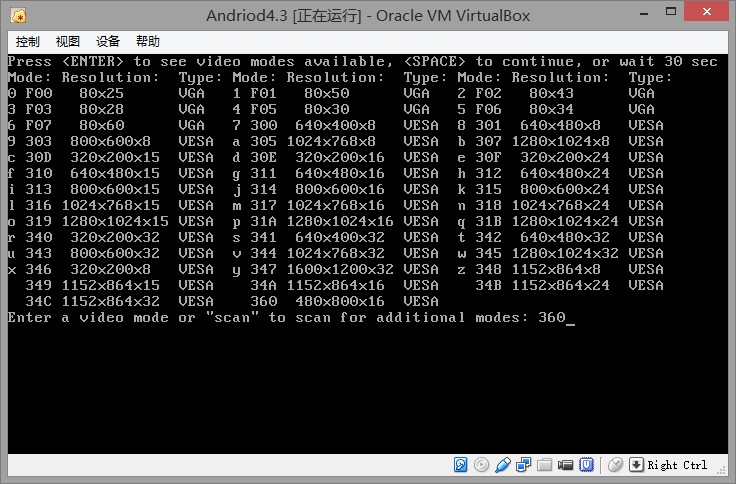 Andriod4.3 [正在运行] - Oracle VM VirtualBox
控制 视图 设备 帮助
Press <ENTER> to see video modes available, <SPACE> to continue, or wait 30 sec
Mode: Resolution: Type: Mode: Resolution: Type: Mode: Resolution: Type:
0 F00 80x25 VGA 1 F01 80x50 VGA 2 F02 80x43 VGA
3 F03 80x28 VGA 4 F05 80x30 VGA 5 F06 80x34 VGA
6 F07 80x60 VGA 7 300 640x400x8 VESA 8 301 640x480x8 VESA
9 303 800x600x8 VESA a 305 1024x768x8 VESA b 307 1280x1024x8 VESA
c 30D 320x200x15 VESA d 30E 320x200x16 VESA e 30F 320x200x24 VESA
f 310 640x480x15 VESA g 311 640x480x16 VESA h 312 640x480x24 VESA
i 313 800x600x15 VESA j 314 800x600x16 VESA k 315 800x600x24 VESA
l 316 1024x768x15 VESA m 317 1024x768x16 VESA n 318 1024x768x24 VESA
o 319 1280x1024x15 VESA p 31A 1280x1024x16 VESA q 31B 1280x1024x24 VESA
r 340 320x200x32 VESA s 341 640x400x32 VESA t 342 640x480x32 VESA
u 343 800x600x32 VESA v 344 1024x768x32 VESA w 345 1280x1024x32 VESA
x 346 320x200x8 VESA y 347 1600x1200x32 VESA z 348 1152x864x8 VESA
349 1152x864x15 VESA 34A 1152x864x16 VESA 34B 1152x864x24 VESA
34C 1152x864x32 VESA 360 480x800x16 VESA
Enter a video mode or "scan" to scan for additional modes: 360_
Right Ctrl